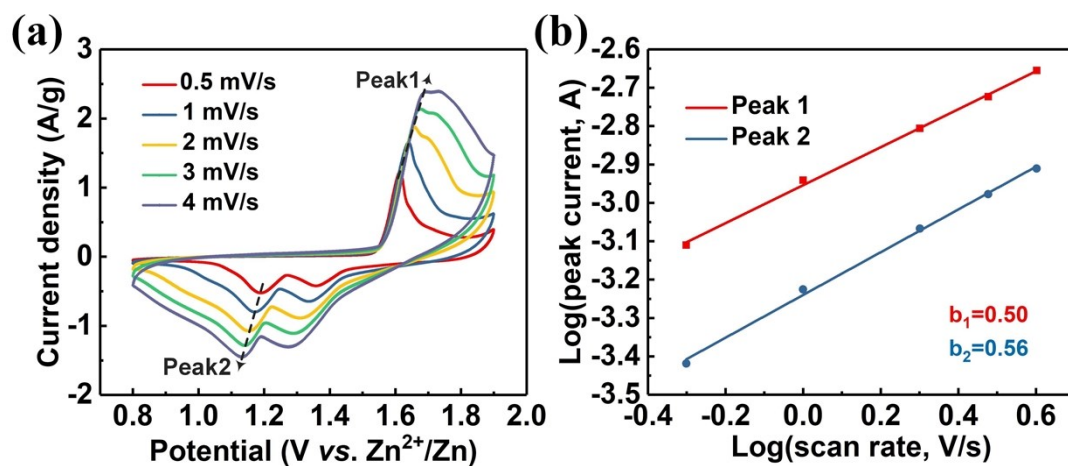 (a)
3
2
1
0
-1
-2
Current density (A/g)
0.5 mV/s
1 mV/s
2 mV/s
3 mV/s
4 mV/s
Peak1
Peak2
0.8 1.0 1.2 1.4 1.6 1.8 2.0
Potential (V vs. Zn²⁺/Zn)
(b)
-2.6
-2.7
-2.8
-2.9
-3.0
-3.1
-3.2
-3.3
-3.4
-3.5
Log(peak current, A)
Peak 1
Peak 2
b₁=0.50
b₂=0.56
-0.4 -0.2 0.0 0.2 0.4 0.6
Log(scan rate, V/s)